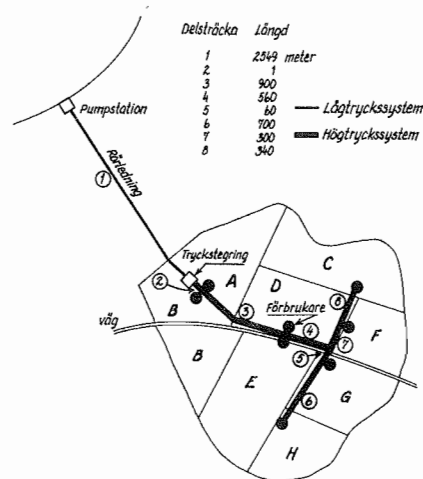 Delsträcka Längd
1 2549 meter
2 1
3 900
4 560
5 60
6 700
7 300
8 340
Lågtryckssystem
Högtryckssystem
Pumpstation
Rörledning
1
Tryckstegring
2
A
B
väg
B
3
C
D
Förbrukare
4
8
7
F
5
E
6
G
H